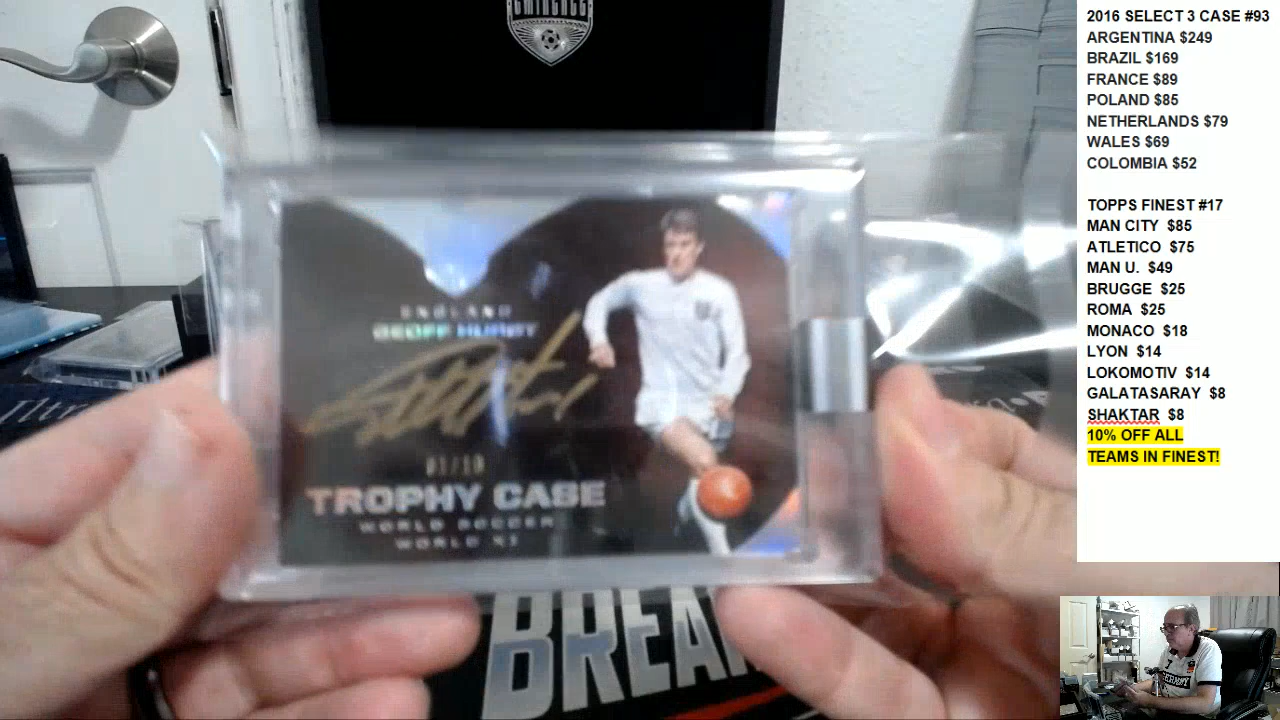 ENGLAND
GEOFF HURST
TROPHY CASE
WORLD SOCCER
WORLD XI
BREAK
2016 SELECT 3 CASE #93
ARGENTINA $249
BRAZIL $169
FRANCE $89
POLAND $85
NETHERLANDS $79
WALES $69
COLOMBIA $52
TOPPS FINEST #17
MAN CITY $85
ATLETICO $75
MAN U. $49
BRUGGE $25
ROMA $25
MONACO $18
LYON $14
LOKOMOTIV $14
GALATASARAY $8
SHAKTAR $8
10% OFF ALL
TEAMS IN FINEST!